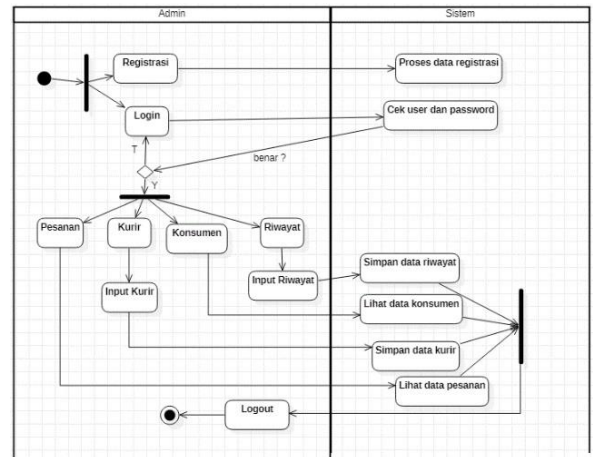 Admin
Sistem
Registrasi
Proses data registrasi
Login
Cek user dan password
T
benar ?
Y
Pesanan
Kurir
Konsumen
Riwayat
Input Kurir
Input Riwayat
Simpan data riwayat
Lihat data konsumen
Simpan data kurir
Lihat data pesanan
Logout